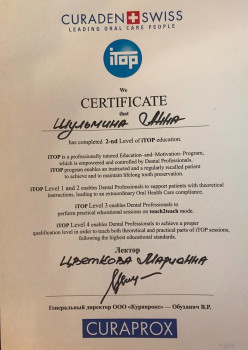 CURADEN SWISS
LEADING ORAL CARE PEOPLE
iTOP
We
CERTIFICATE
that
Шульмина Анна
has completed 2-nd Level of iTOP education.
iTOP is a professionally tutored Education-and-Motivation-Program,
which is empowered and controlled by Dental Professionals.
iTOP program enables an instructed and a regularly recalled patient
to achieve and to maintain lifelong tooth preservation.
iTOP Level 1 and 2 enables Dental Professionals to support patients with theoretical
instructions, leading to an extraordinary Oral Health Compliance.
iTOP Level 3 enables Dental Professionals to
perform practical educational sessions on touch2teach mode.
iTOP Level 4 enables Dental Professionals to achieve a proper
qualification level in order to teach both theoretical and practical parts of iTOP sessions,
following the highest educational standards.
Лектор
Цветкова Марианна
Генеральный директор ООО «Курапрокс» — Обуханич В.Р.
CURAPROX